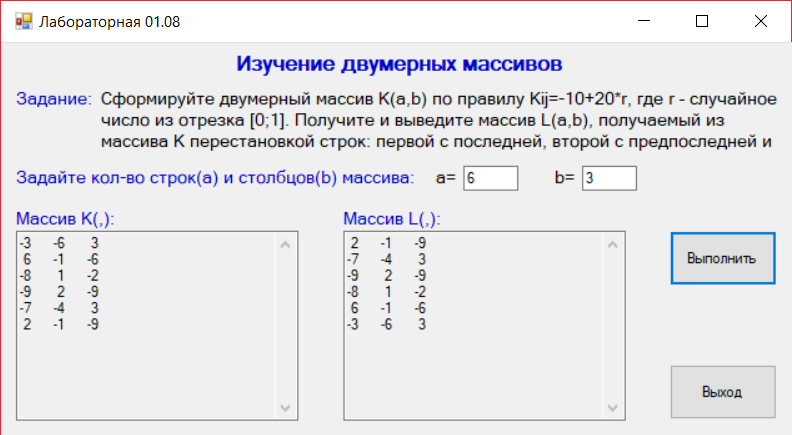 Лабораторная 01.08
Изучение двумерных массивов
Задание: Сформируйте двумерный массив K(a,b) по правилу Kij=-10+20*r, где r - случайное
число из отрезка [0;1]. Получите и выведите массив L(a,b), получаемый из
массива K перестановкой строк: первой с последней, второй с предпоследней и
Задайте кол-во строк(a) и столбцов(b) массива: a= 6 b= 3
Массив K(,): Массив L(,):
-3 -6 3 2 -1 -9
6 -1 -6 -7 -4 3
-8 1 -2 -9 2 -9
-9 2 -9 -8 1 -2
-7 -4 3 6 -1 -6
2 -1 -9 -3 -6 3
Выполнить
Выход